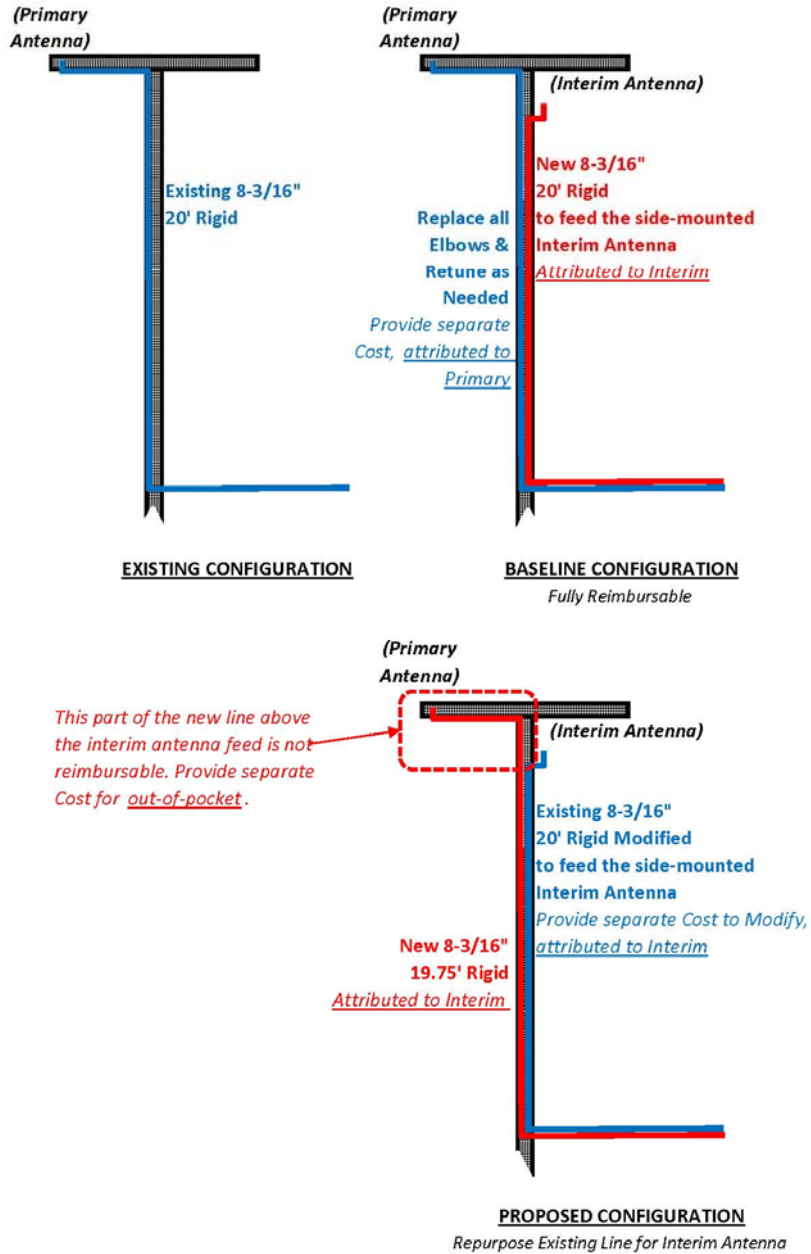 (Primary
Antenna)
Existing 8-3/16"
20' Rigid
EXISTING CONFIGURATION
(Primary
Antenna)
(Interim Antenna)
New 8-3/16"
20' Rigid
to feed the side-mounted
Interim Antenna
Attributed to Interim
Replace all
Elbows &
Retune as
Needed
Provide separate
Cost, attributed to
Primary
BASELINE CONFIGURATION
Fully Reimbursable
(Primary
Antenna)
(Interim Antenna)
This part of the new line above
the interim antenna feed is not
reimbursable. Provide separate
Cost for out-of-pocket.
Existing 8-3/16"
20' Rigid Modified
to feed the side-mounted
Interim Antenna
Provide separate Cost to Modify,
attributed to Interim
New 8-3/16"
19.75' Rigid
Attributed to Interim
PROPOSED CONFIGURATION
Repurpose Existing Line for Interim Antenna